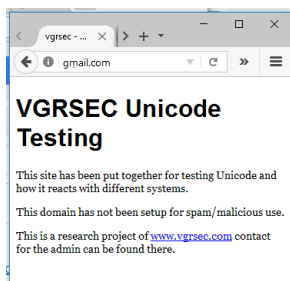 vgrsec - ...
gṃail.com
VGRSEC Unicode
Testing
This site has been put together for testing Unicode and
how it reacts with different systems.
This domain has not been setup for spam/malicious use.
This is a research project of www.vgrsec.com contact
for the admin can be found there.